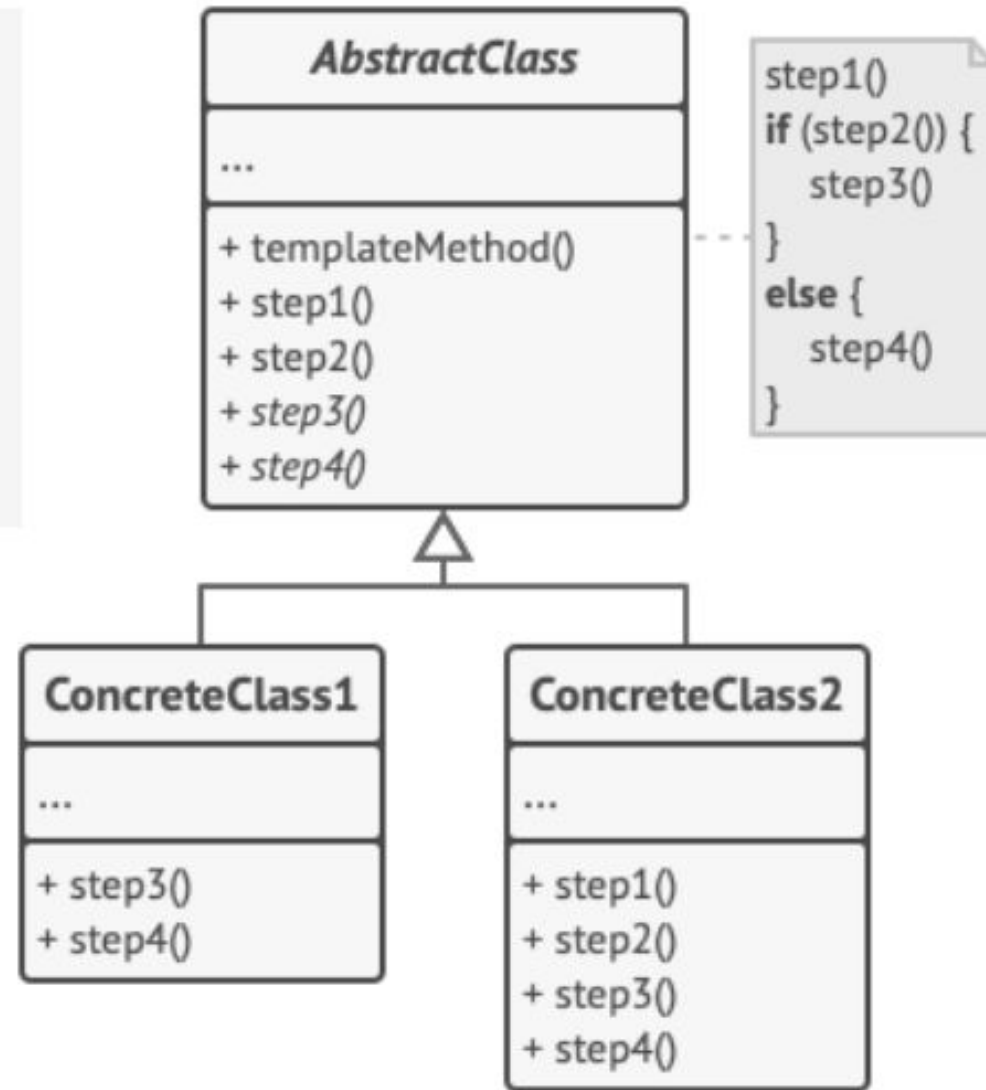 AbstractClass
...
+ templateMethod()
+ step1()
+ step2()
+ step3()
+ step4()
step1()
if (step2()) {
step3()
}
else {
step4()
}
ConcreteClass1
...
+ step3()
+ step4()
ConcreteClass2
...
+ step1()
+ step2()
+ step3()
+ step4()